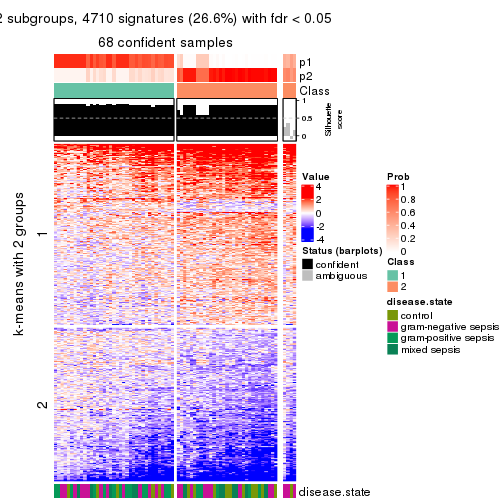 2 subgroups, 4710 signatures (26.6%) with fdr < 0.05
68 confident samples
p1
p2
Class
1
0.5
0
Silhouette
score
k-means with 2 groups
1
2
Value
4
2
0
-2
-4
Status (barplots)
confident
ambiguous
Prob
1
0.8
0.6
0.4
0.2
0
Class
1
2
disease.state
control
gram-negative sepsis
gram-positive sepsis
mixed sepsis
disease.state